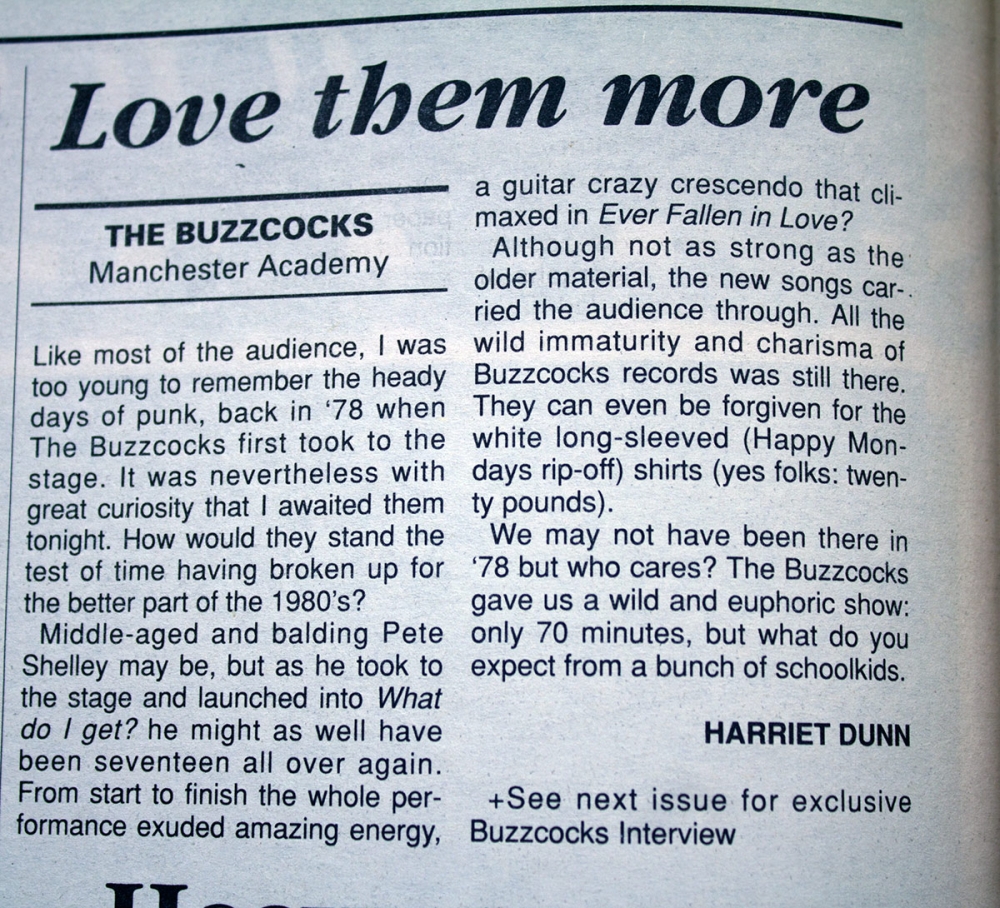 Love them more
THE BUZZCOCKS
Manchester Academy
Like most of the audience, I was
too young to remember the heady
days of punk, back in ‘78 when
The Buzzcocks first took to the
stage. It was nevertheless with
great curiosity that I awaited them
tonight. How would they stand the
test of time having broken up for
the better part of the 1980’s?
Middle-aged and balding Pete
Shelley may be, but as he took to
the stage and launched into What
do I get? he might as well have
been seventeen all over again.
From start to finish the whole per-
formance exuded amazing energy,
a guitar crazy crescendo that cli-
maxed in Ever Fallen in Love?
Although not as strong as the
older material, the new songs car-
ried the audience through. All the
wild immaturity and charisma of
Buzzcocks records was still there.
They can even be forgiven for the
white long-sleeved (Happy Mon-
days rip-off) shirts (yes folks: twen-
ty pounds).
We may not have been there in
‘78 but who cares? The Buzzcocks
gave us a wild and euphoric show:
only 70 minutes, but what do you
expect from a bunch of schoolkids.
HARRIET DUNN
+See next issue for exclusive
Buzzcocks Interview